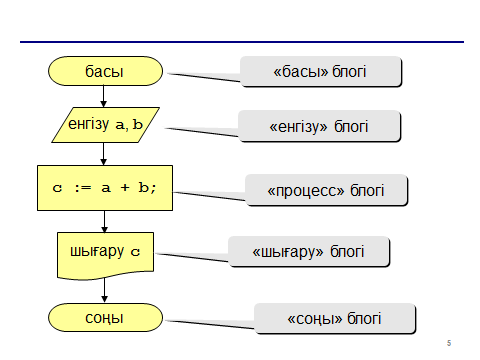 басы
«басы» блогі
енгізу a, b
«енгізу» блогі
c := a + b;
«процесс» блогі
шығару c
«шығару» блогі
соңы
«соңы» блогі
5